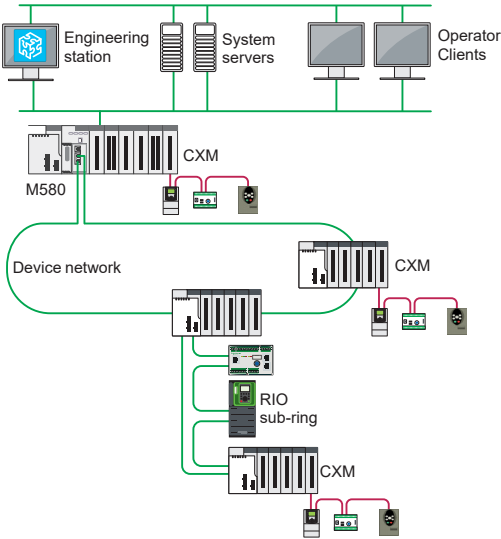 Engineering
station
System
servers
Operator
Clients
CXM
M580
Device network
CXM
RIO
sub-ring
CXM